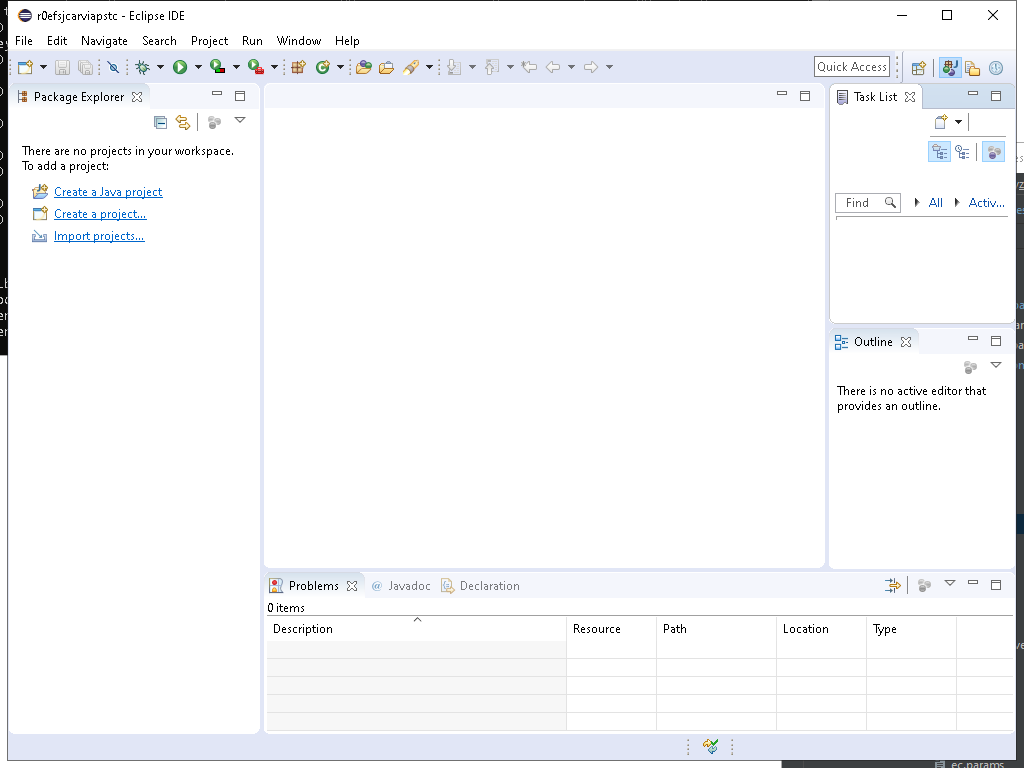 r0efsjcarviapstc - Eclipse IDE
File Edit Navigate Search Project Run Window Help
Quick Access
Package Explorer
Task List
There are no projects in your workspace.
To add a project:
Create a Java project
Create a project...
Import projects...
Find All Activ...
Outline
There is no active editor that
provides an outline.
Problems @ Javadoc Declaration
0 items
Description Resource Path Location Type
ec.params